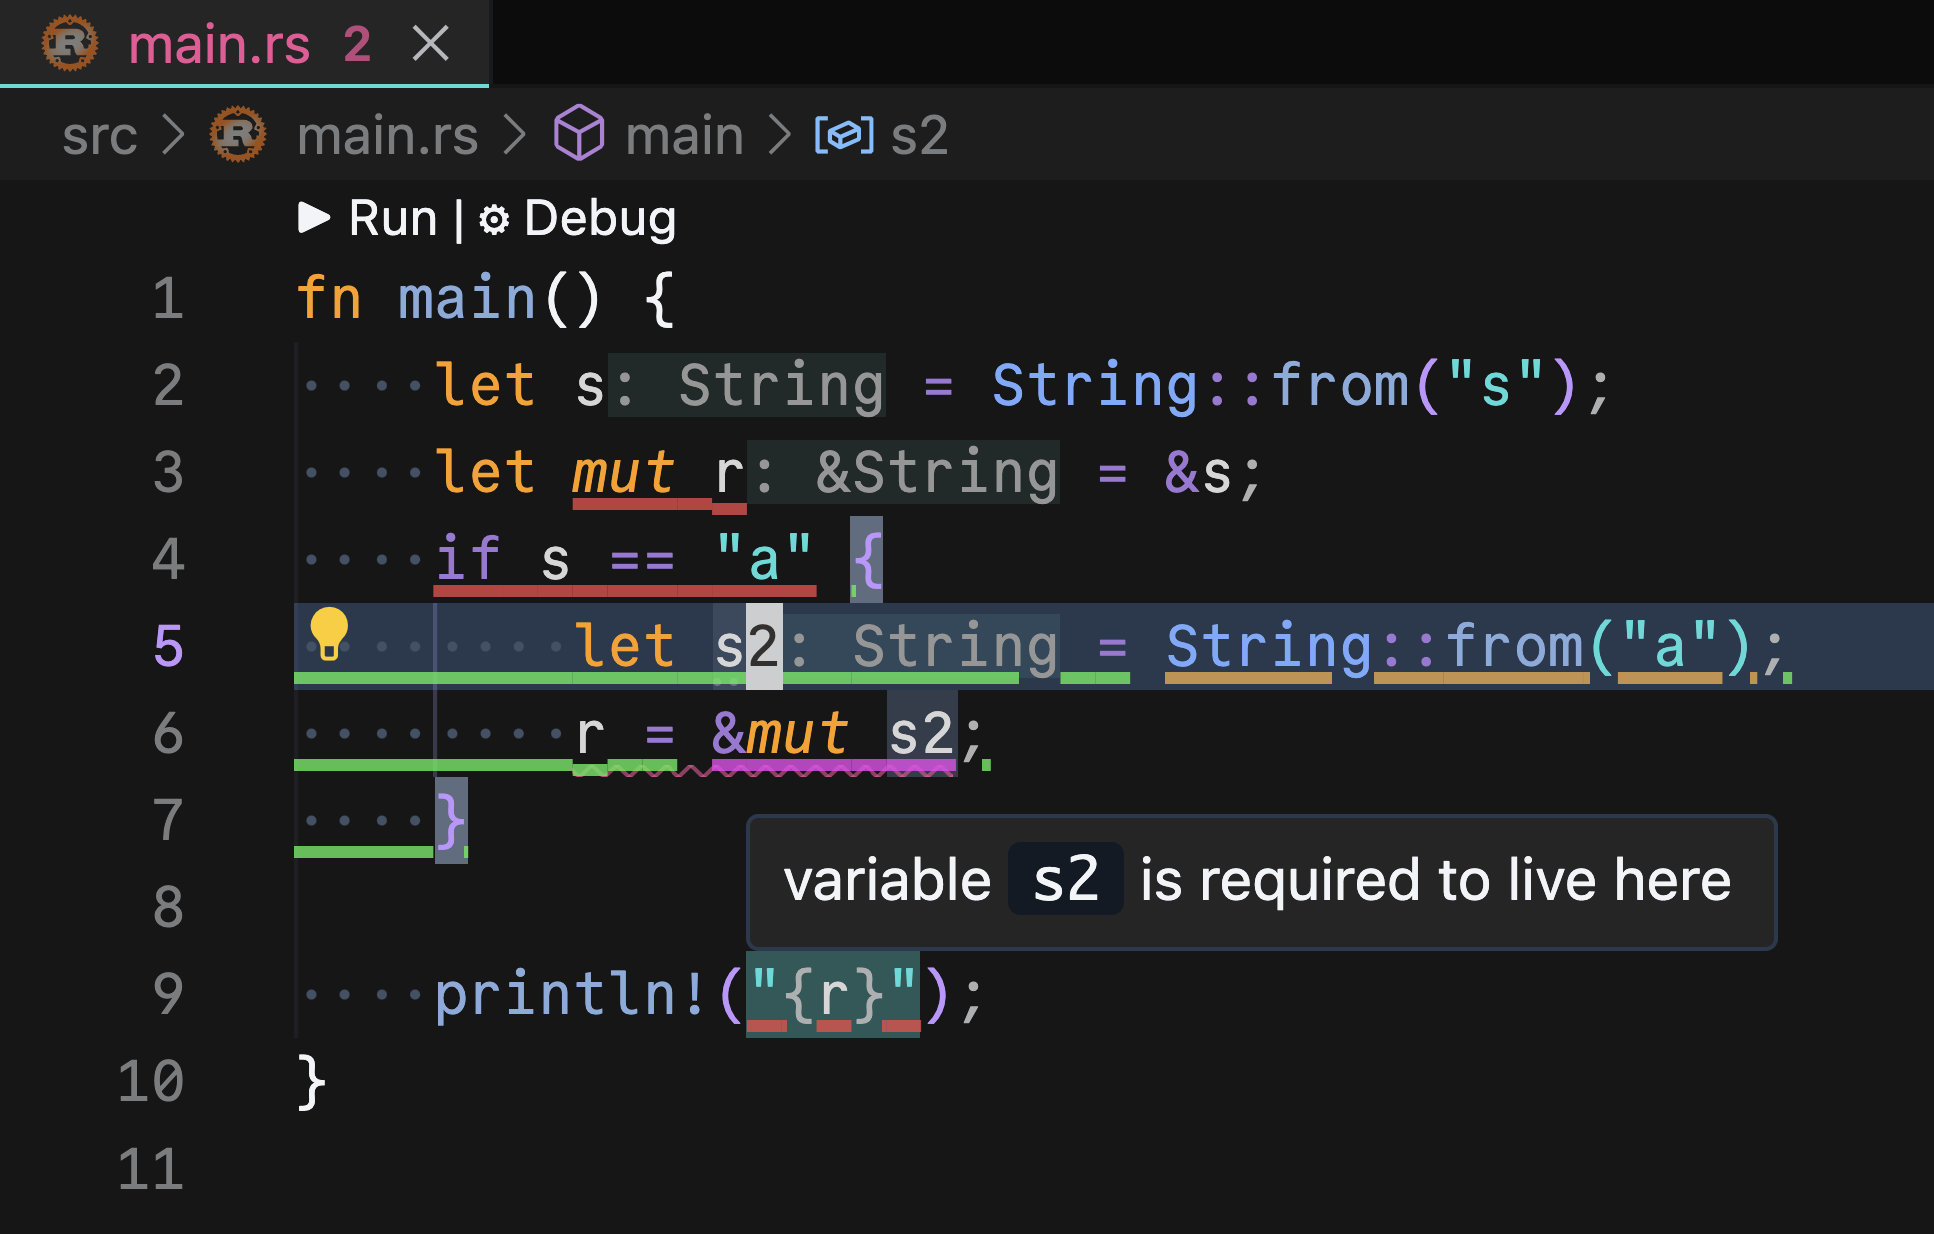 main.rs 2
src > main.rs > main > s2
Run | Debug
1 fn main() {
2 let s: String = String::from("s");
3 let mut r: &String = &s;
4 if s == "a" {
5 let s2: String = String::from("a");
6 r = &mut s2;
7 }
variable s2 is required to live here
8
9 println!("{r}");
10 }
11